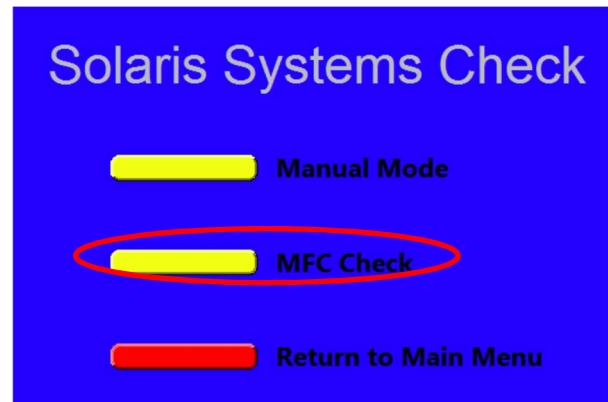 Solaris Systems Check
Manual Mode
MFC Check
Return to Main Menu